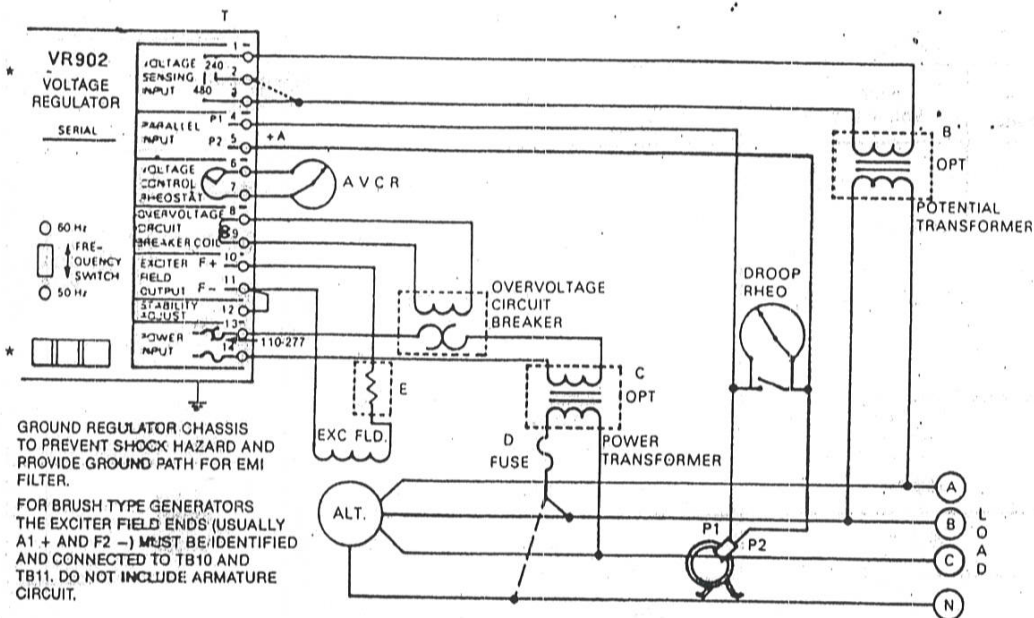 T
* VR902
VOLTAGE
REGULATOR
SERIAL
60 Hz
FRE-
QUENCY
SWITCH
50 Hz
*
VOLTAGE 240
SENSING
INPUT 480
PARALLEL P1
INPUT P2
VOLTAGE
CONTROL
RHEOSTAT
OVERVOLTAGE
CIRCUIT
BREAKER COIL
EXCITER F+
FIELD
OUTPUT F-
STABILITY
ADJUST
POWER
INPUT
1
2
3
4
5
6
7
8
9
10
11
12
13
14
+A
110-277
AVCR
OVERVOLTAGE
CIRCUIT
BREAKER
E
EXC FLD.
C
OPT
POWER
TRANSFORMER
D
FUSE
DROOP
RHEO
B
OPT
POTENTIAL
TRANSFORMER
GROUND REGULATOR CHASSIS
TO PREVENT SHOCK HAZARD AND
PROVIDE GROUND PATH FOR EMI
FILTER.
FOR BRUSH TYPE GENERATORS
THE EXCITER FIELD ENDS (USUALLY
A1 + AND F2 -) MUST BE IDENTIFIED
AND CONNECTED TO TB10 AND
TB11. DO NOT INCLUDE ARMATURE
CIRCUIT.
ALT.
P1
P2
A
B
C
N
LOAD